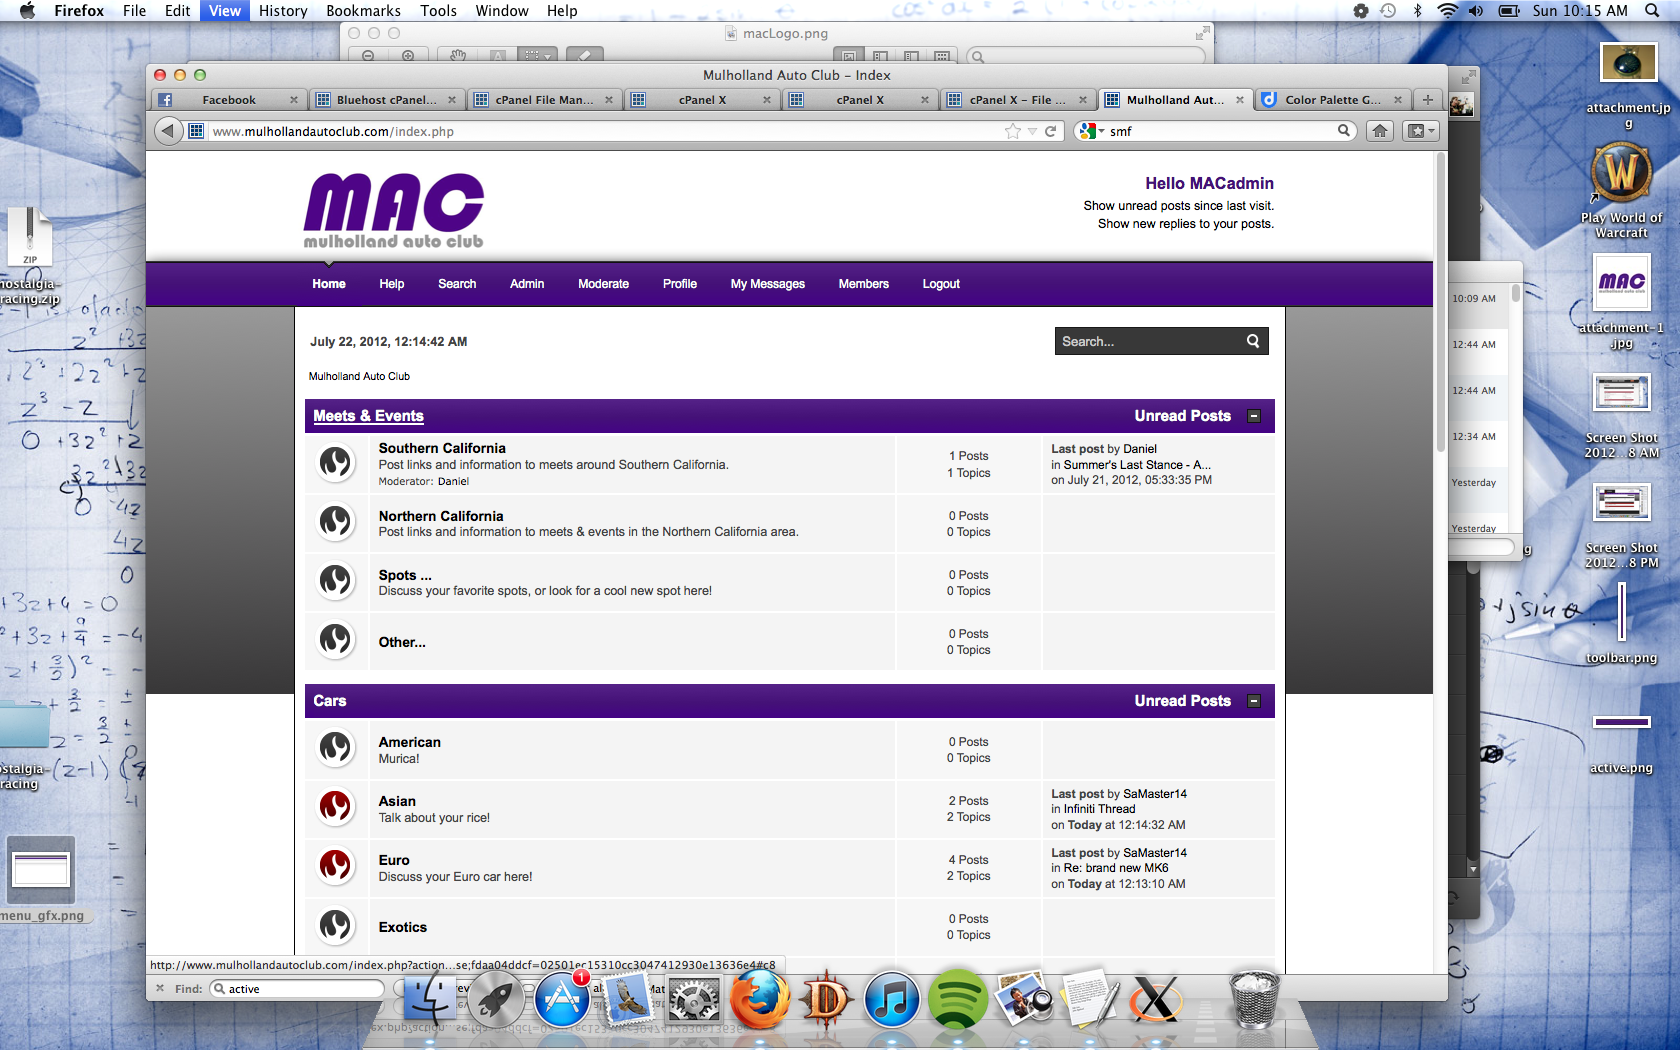 Firefox File Edit View History Bookmarks Tools Window Help
Sun 10:15 AM
macLogo.png
Mulholland Auto Club - Index
Facebook
Bluehost cPanel...
cPanel File Man...
cPanel X
cPanel X
cPanel X - File ...
Mulholland Aut...
Color Palette G...
www.mulhollandautoclub.com/index.php
smf
MAC
mulholland auto club
Hello MACadmin
Show unread posts since last visit.
Show new replies to your posts.
Home Help Search Admin Moderate Profile My Messages Members Logout
July 22, 2012, 12:14:42 AM
Search...
Mulholland Auto Club
Meets & Events
Unread Posts
Southern California
Post links and information to meets around Southern California.
Moderator: Daniel
1 Posts
1 Topics
Last post by Daniel
in Summer's Last Stance - A...
on July 21, 2012, 05:33:35 PM
Northern California
Post links and information to meets & events in the Northern California area.
0 Posts
0 Topics
Spots ...
Discuss your favorite spots, or look for a cool new spot here!
0 Posts
0 Topics
Other...
0 Posts
0 Topics
Cars
Unread Posts
American
Murica!
0 Posts
0 Topics
Asian
Talk about your rice!
2 Posts
2 Topics
Last post by SaMaster14
in Infiniti Thread
on Today at 12:14:32 AM
Euro
Discuss your Euro car here!
4 Posts
2 Topics
Last post by SaMaster14
in Re: brand new MK6
on Today at 12:13:10 AM
Exotics
0 Posts
0 Topics
http://www.mulhollandautoclub.com/index.php?action...se;fdaa04ddcf=02501ec15310cc3047412930e13636e4#c8
Find: active
1
10:09 AM
12:44 AM
12:44 AM
12:34 AM
Yesterday
Yesterday
attachment.jp
g
Play World of
Warcraft
MAC
mulholland auto club
attachment-1
.jpg
Screen Shot
2012...8 AM
Screen Shot
2012...8 PM
toolbar.png
active.png
ZIP
nostalgia-
racing.zip
ostalgia-
racing
menu_gfx.png